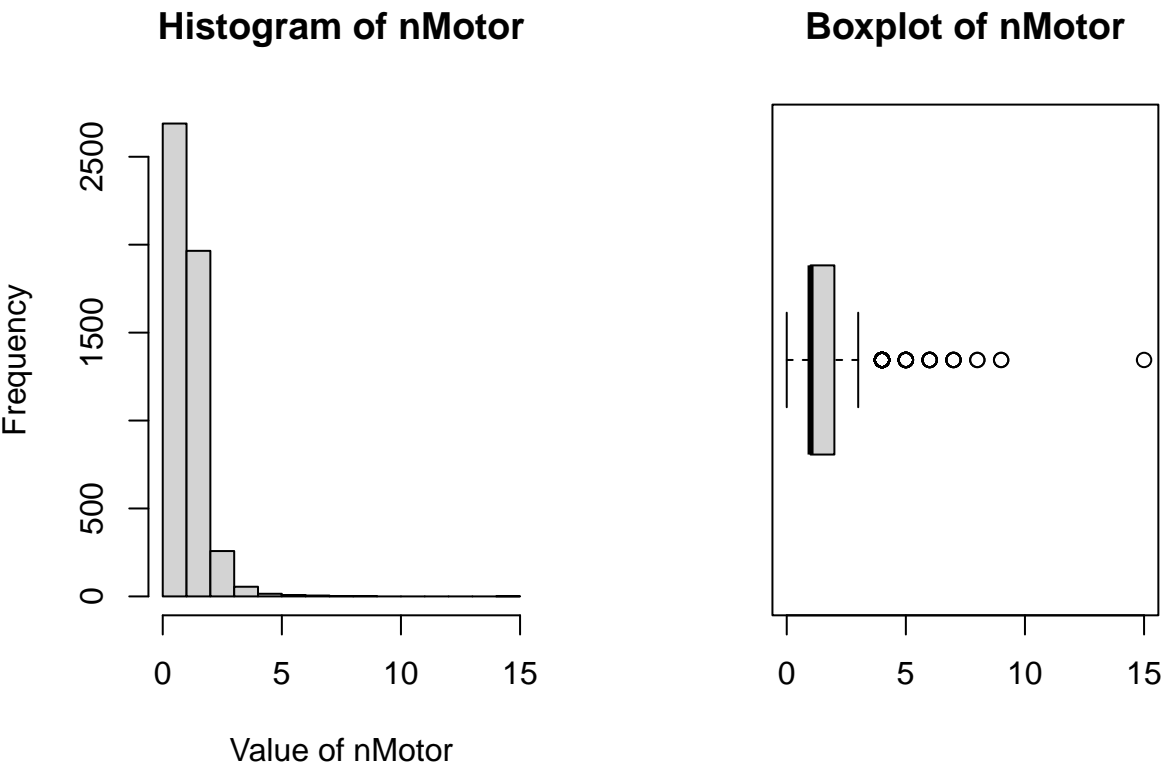 Histogram of nMotor
Frequency
0
500
1500
2500
0 5 10 15
Value of nMotor
Boxplot of nMotor
0 5 10 15